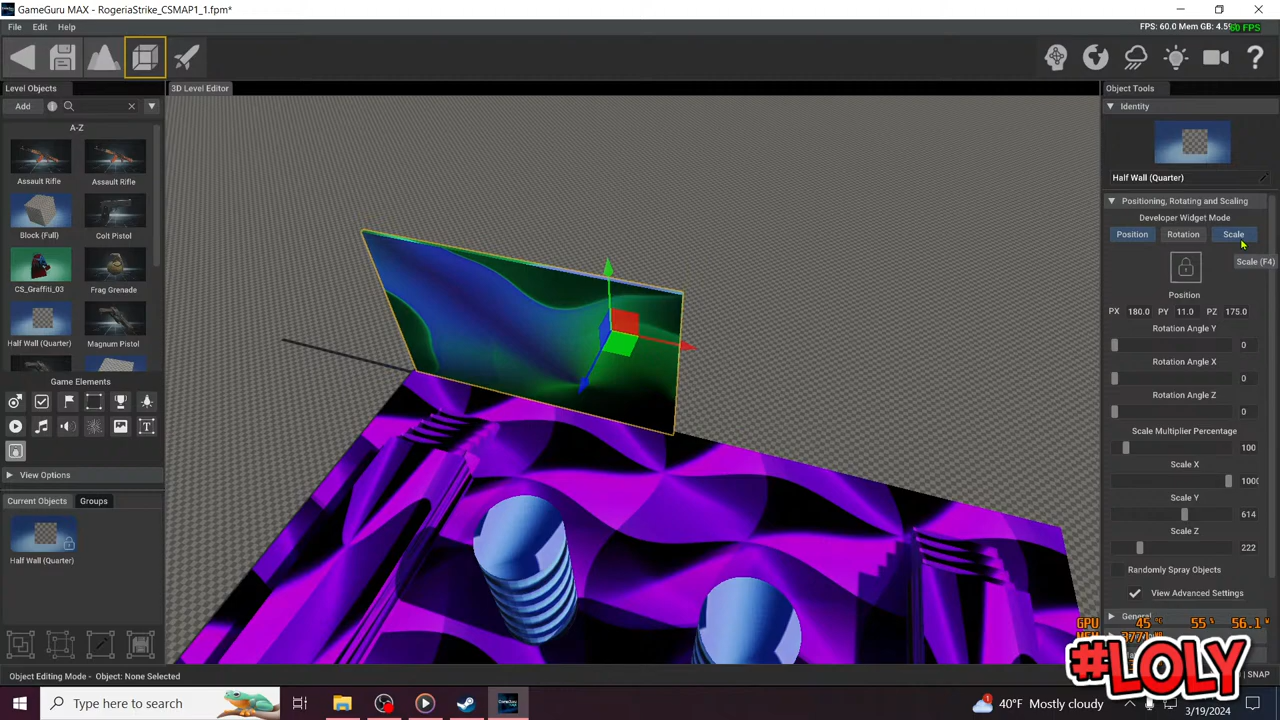 GameGuru MAX - RogeriaStrike_CSMAP1_1.fpm*
File Edit Help
FPS: 60.0 Mem GB: 4.5
60 FPS
Level Objects
3D Level Editor
Object Tools
Add
Identity
A-Z
Assault Rifle Assault Rifle
Half Wall (Quarter)
Positioning, Rotating and Scaling
Developer Widget Mode
Position Rotation Scale
Block (Full) Colt Pistol
Scale (F4)
CS_Graffiti_03 Frag Grenade
Position
PX 180.0 PY 11.0 PZ 175.0
Rotation Angle Y
0
Half Wall (Quarter) Magnum Pistol
Rotation Angle X
0
Game Elements
Rotation Angle Z
0
Scale Multiplier Percentage
100
Scale X
1000
View Options
Scale Y
614
Current Objects Groups
Scale Z
222
Half Wall (Quarter)
Randomly Spray Objects
View Advanced Settings
General
GPU 45 °C 55 % 56.1
MEM 3771
#LOLY
Object Editing Mode - Object: None Selected
SNAP
Type here to search
1
40°F Mostly cloudy
3/19/2024